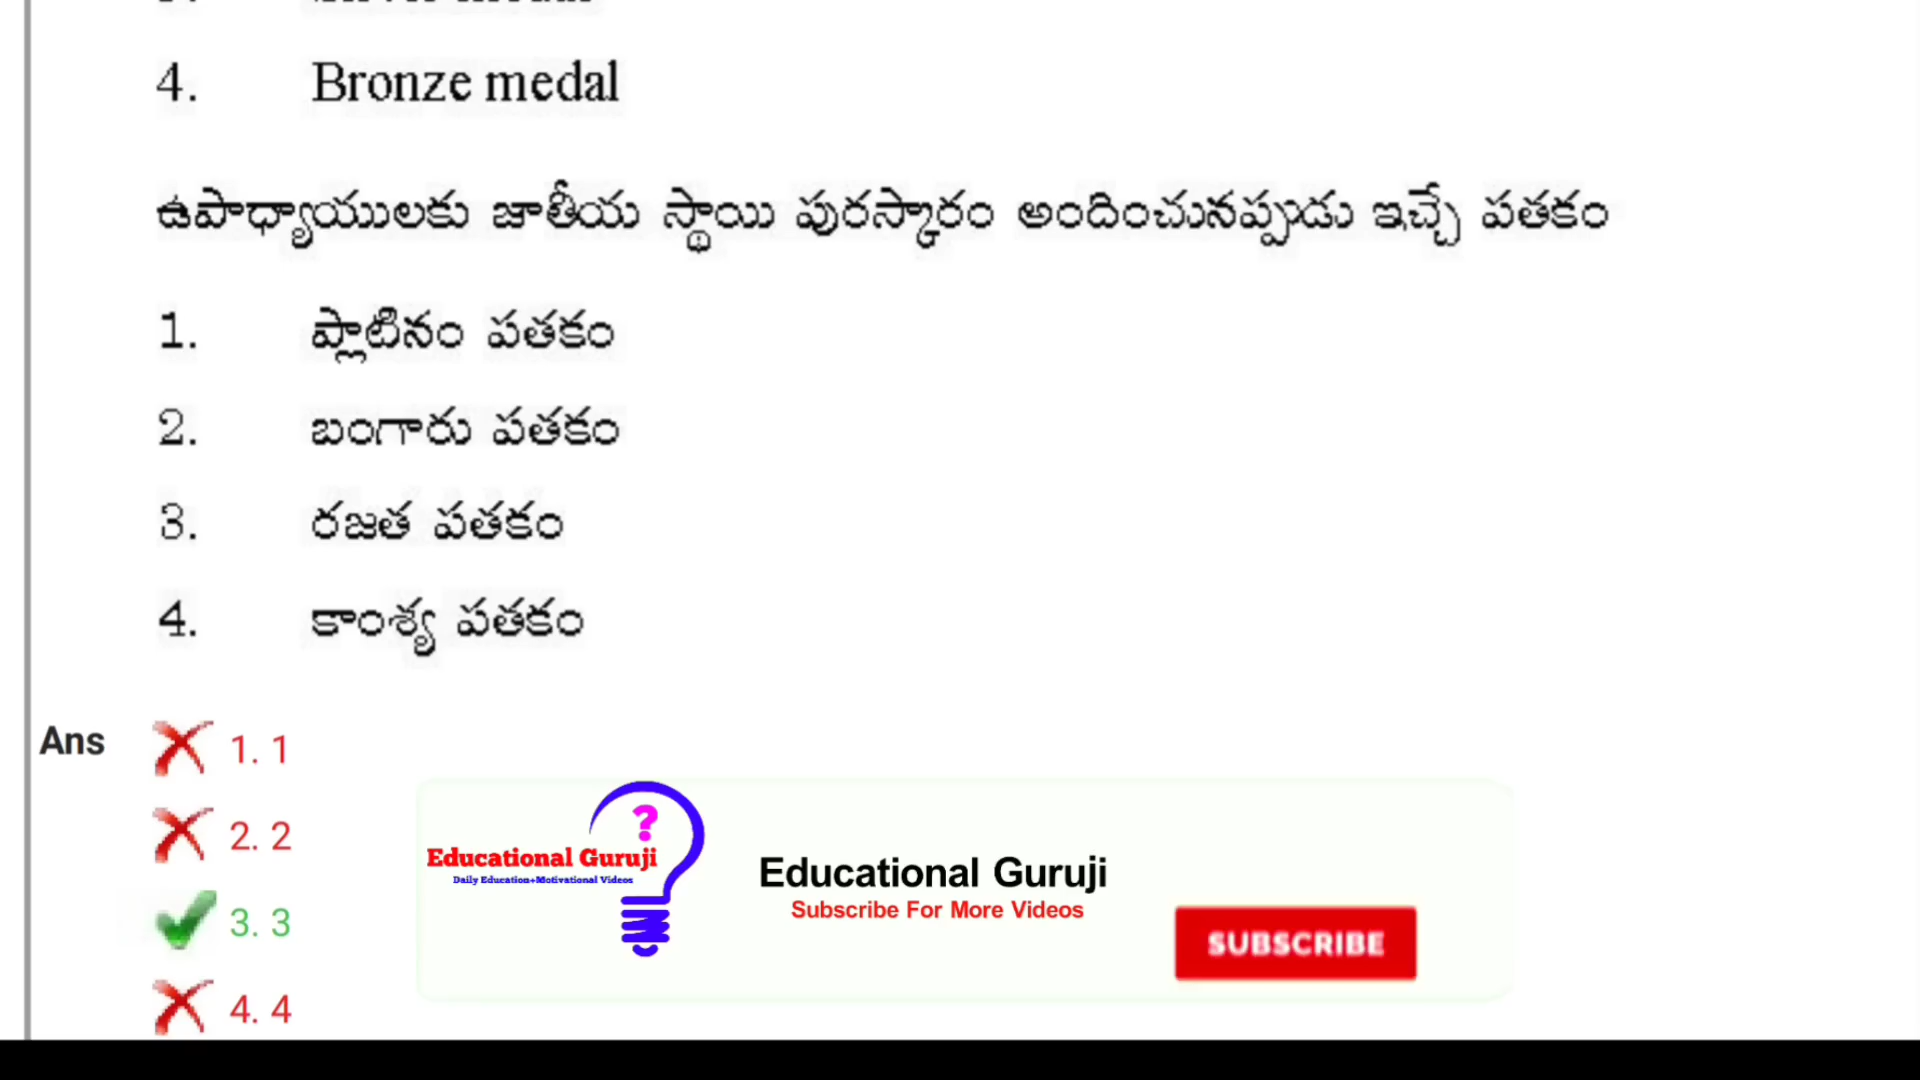 4. Bronze medal
ఉపాధ్యాయులకు జాతీయ స్థాయి పురస్కారం అందించునప్పుడు ఇచ్చే పతకం
1. ప్లాటినం పతకం
2. బంగారు పతకం
3. రజత పతకం
4. కాంశ్య పతకం
Ans
1. 1
2. 2
3. 3
4. 4
?
Educational Guruji
Daily Education+Motivational Videos
Educational Guruji
Subscribe For More Videos
SUBSCRIBE